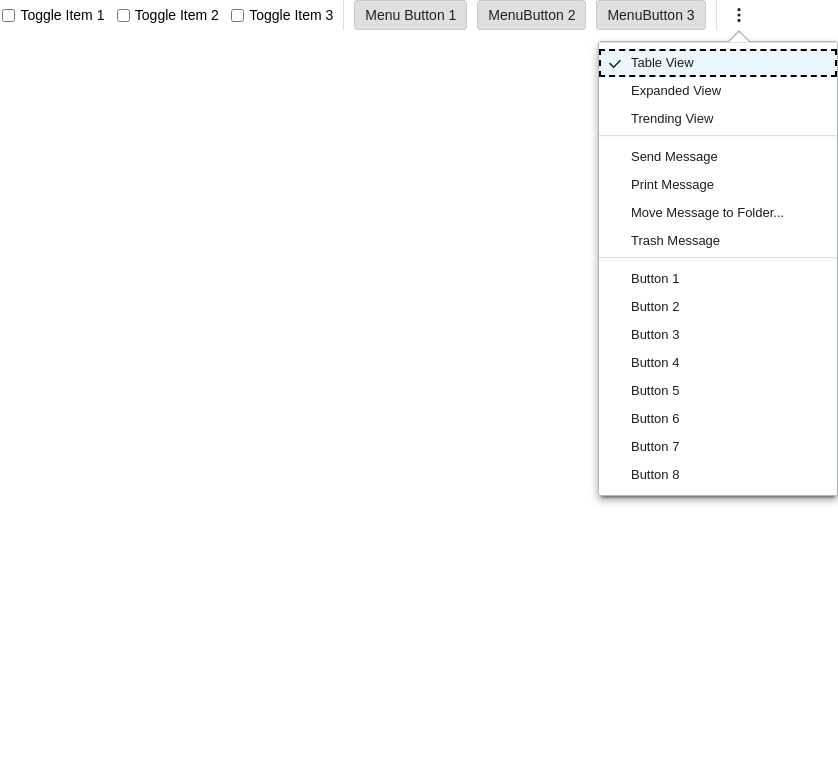 Toggle Item 1 Toggle Item 2 Toggle Item 3 Menu Button 1 MenuButton 2 MenuButton 3
Table View
Expanded View
Trending View
Send Message
Print Message
Move Message to Folder...
Trash Message
Button 1
Button 2
Button 3
Button 4
Button 5
Button 6
Button 7
Button 8